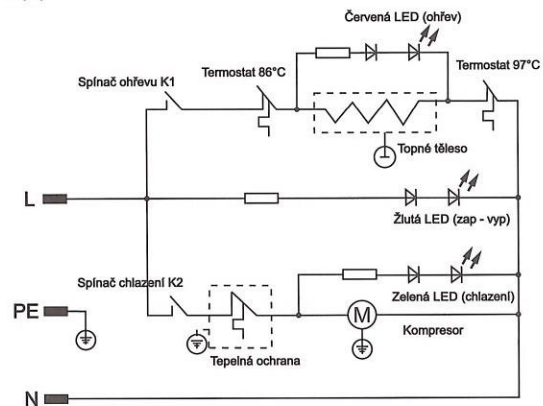 Červená LED (ohřev)
Termostat 86°C
Termostat 97°C
Spínač ohřevu K1
Topné těleso
L
Žlutá LED (zap - vyp)
Spínač chlazení K2
Zelená LED (chlazení)
PE
M
Kompresor
Tepelná ochrana
N